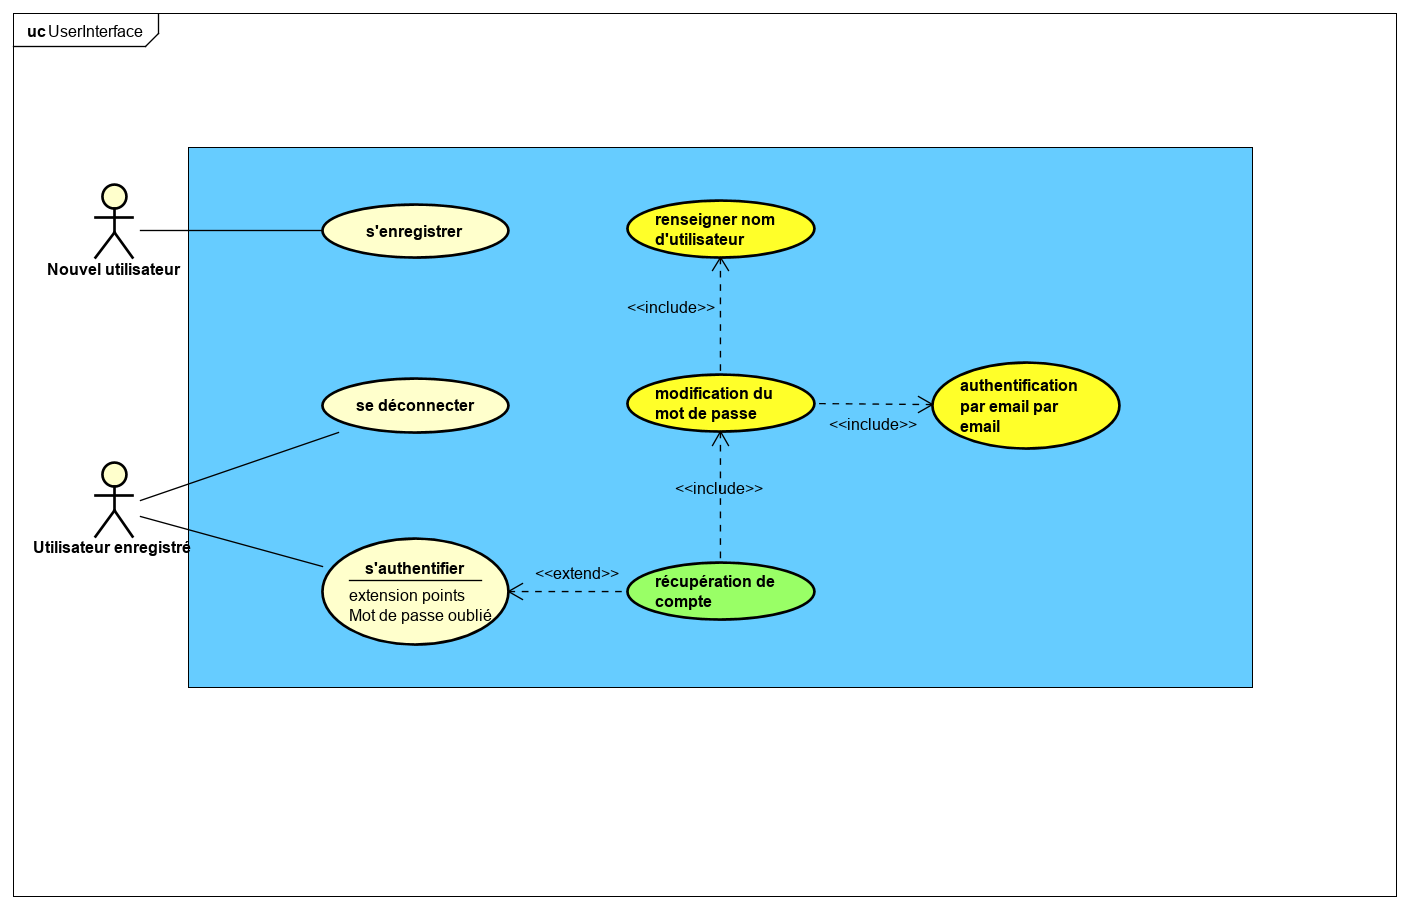 uc UserInterface
Nouvel utilisateur
s'enregistrer
renseigner nom
d'utilisateur
<<include>>
se déconnecter
modification du
mot de passe
<<include>>
authentification
par email par
email
Utilisateur enregistré
<<include>>
s'authentifier
extension points
Mot de passe oublié
<<extend>>
récupération de
compte